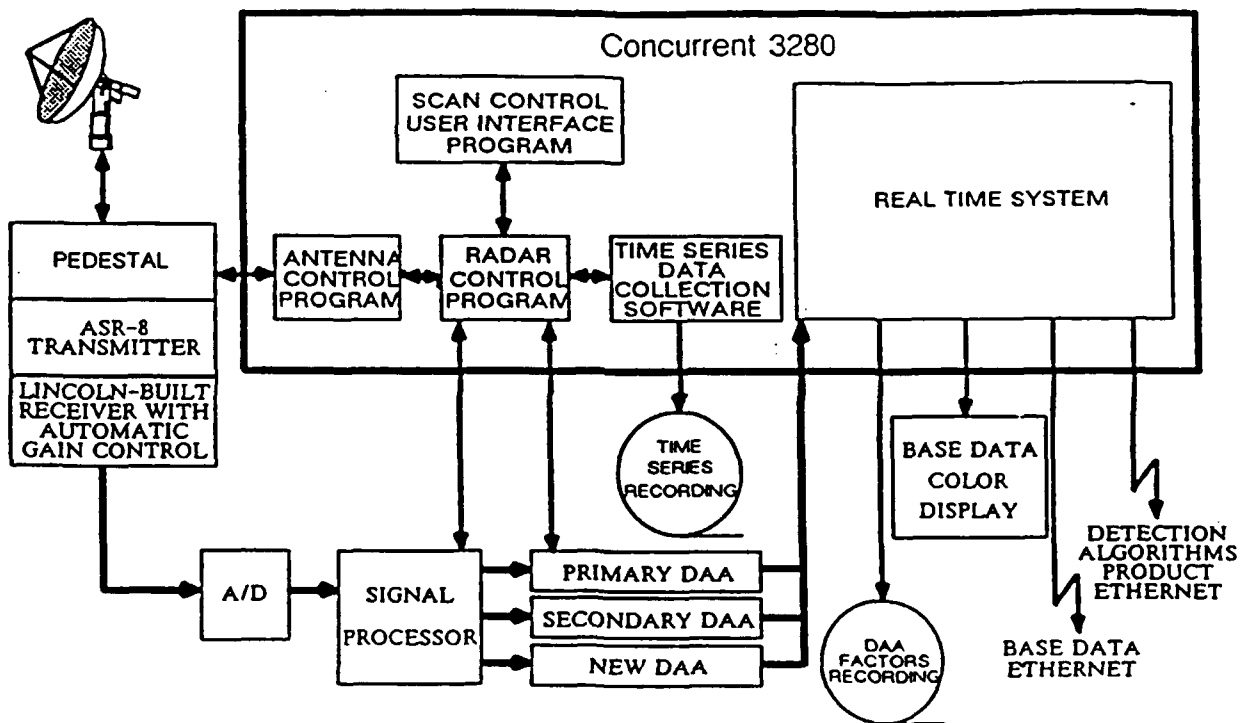 Concurrent 3280
SCAN CONTROL
USER INTERFACE
PROGRAM
REAL TIME SYSTEM
PEDESTAL
ANTENNA
CONTROL
PROGRAM
RADAR
CONTROL
PROGRAM
TIME SERIES
DATA
COLLECTION
SOFTWARE
ASR-8
TRANSMITTER
LINCOLN-BUILT
RECEIVER WITH
AUTOMATIC
GAIN CONTROL
TIME
SERIES
RECORDING
BASE DATA
COLOR
DISPLAY
DETECTION
ALGORITHMS
PRODUCT
ETHERNET
A/D
SIGNAL
PROCESSOR
PRIMARY DAA
SECONDARY DAA
NEW DAA
DAA
FACTORS
RECORDING
BASE DATA
ETHERNET